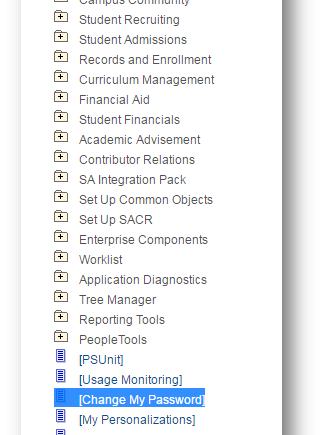 Campus Community
Student Recruiting
Student Admissions
Records and Enrollment
Curriculum Management
Financial Aid
Student Financials
Academic Advisement
Contributor Relations
SA Integration Pack
Set Up Common Objects
Set Up SACR
Enterprise Components
Worklist
Application Diagnostics
Tree Manager
Reporting Tools
PeopleTools
[PSUnit]
[Usage Monitoring]
[Change My Password]
[My Personalizations]